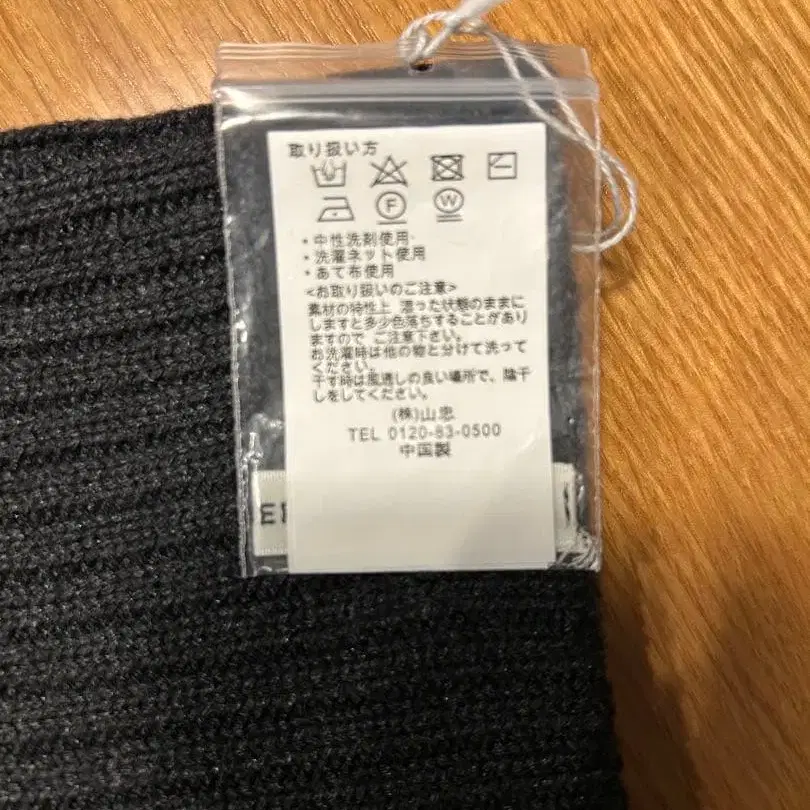 取り扱い方
F W
・中性洗剤使用
・洗濯ネット使用
・あて布使用
<お取り扱いのご注意>
素材の特性上 湿った状態のままに
しますと多少色落ちすることがあり
ますので ご注意下さい。
お洗濯時は他の物と分けて洗って
ください。
干す時は風通しの良い場所で、陰干
しをしてください。
(株)山忠
TEL 0120-83-0500
中国製